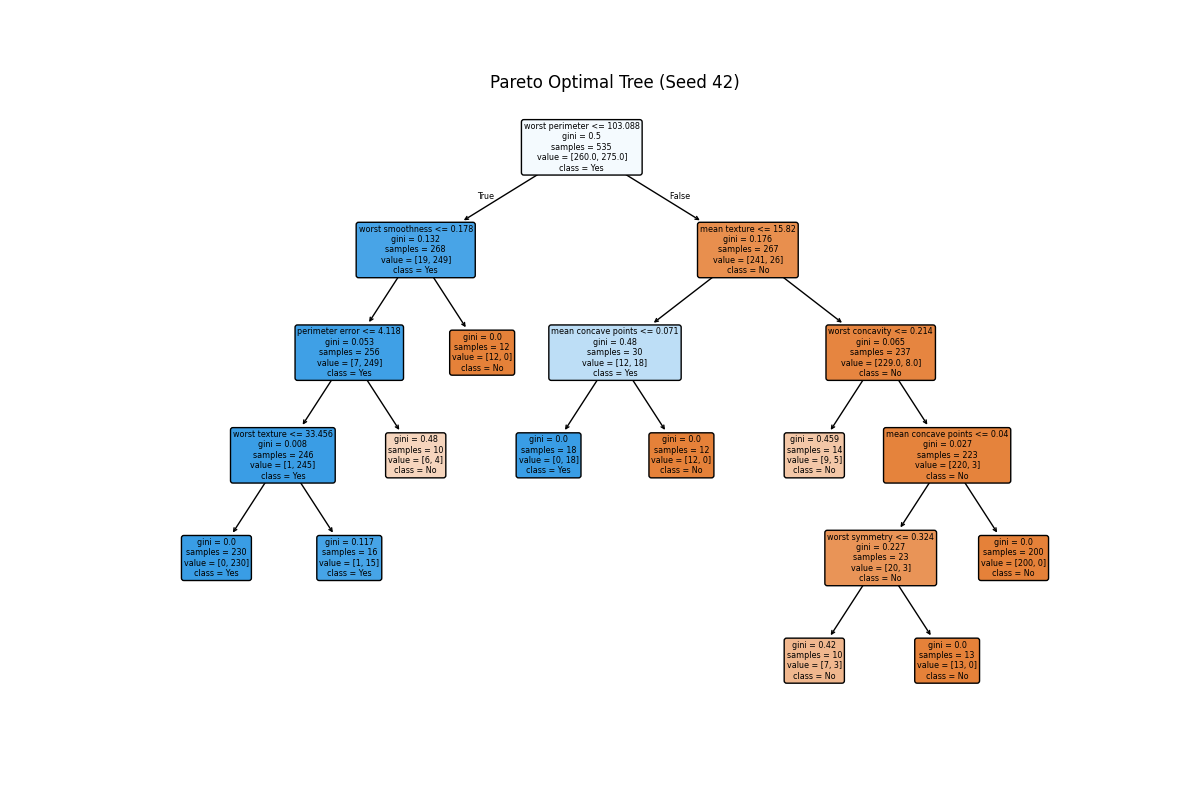 Pareto Optimal Tree (Seed 42)
worst perimeter <= 103.088
gini = 0.5
samples = 535
value = [260.0, 275.0]
class = Yes
True
False
worst smoothness <= 0.178
gini = 0.132
samples = 268
value = [19, 249]
class = Yes
mean texture <= 15.82
gini = 0.176
samples = 267
value = [241, 26]
class = No
perimeter error <= 4.118
gini = 0.053
samples = 256
value = [7, 249]
class = Yes
gini = 0.0
samples = 12
value = [12, 0]
class = No
mean concave points <= 0.071
gini = 0.48
samples = 30
value = [12, 18]
class = Yes
worst concavity <= 0.214
gini = 0.065
samples = 237
value = [229.0, 8.0]
class = No
worst texture <= 33.456
gini = 0.008
samples = 246
value = [1, 245]
class = Yes
gini = 0.48
samples = 10
value = [6, 4]
class = No
gini = 0.0
samples = 18
value = [0, 18]
class = Yes
gini = 0.0
samples = 12
value = [12, 0]
class = No
gini = 0.459
samples = 14
value = [9, 5]
class = No
mean concave points <= 0.04
gini = 0.027
samples = 223
value = [220, 3]
class = No
gini = 0.0
samples = 230
value = [0, 230]
class = Yes
gini = 0.117
samples = 16
value = [1, 15]
class = Yes
worst symmetry <= 0.324
gini = 0.227
samples = 23
value = [20, 3]
class = No
gini = 0.0
samples = 200
value = [200, 0]
class = No
gini = 0.42
samples = 10
value = [7, 3]
class = No
gini = 0.0
samples = 13
value = [13, 0]
class = No